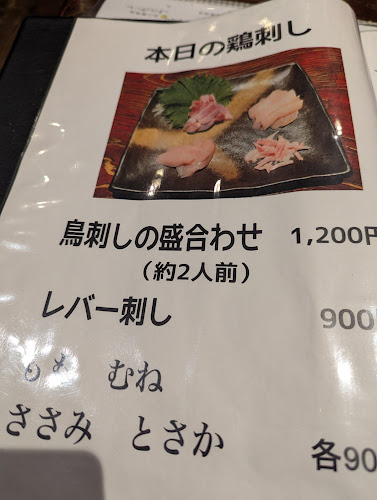 本日の鶏刺し
鳥刺しの盛合わせ 1,200円
(約2人前)
レバー刺し 900
むね
ささみ とさか 各90